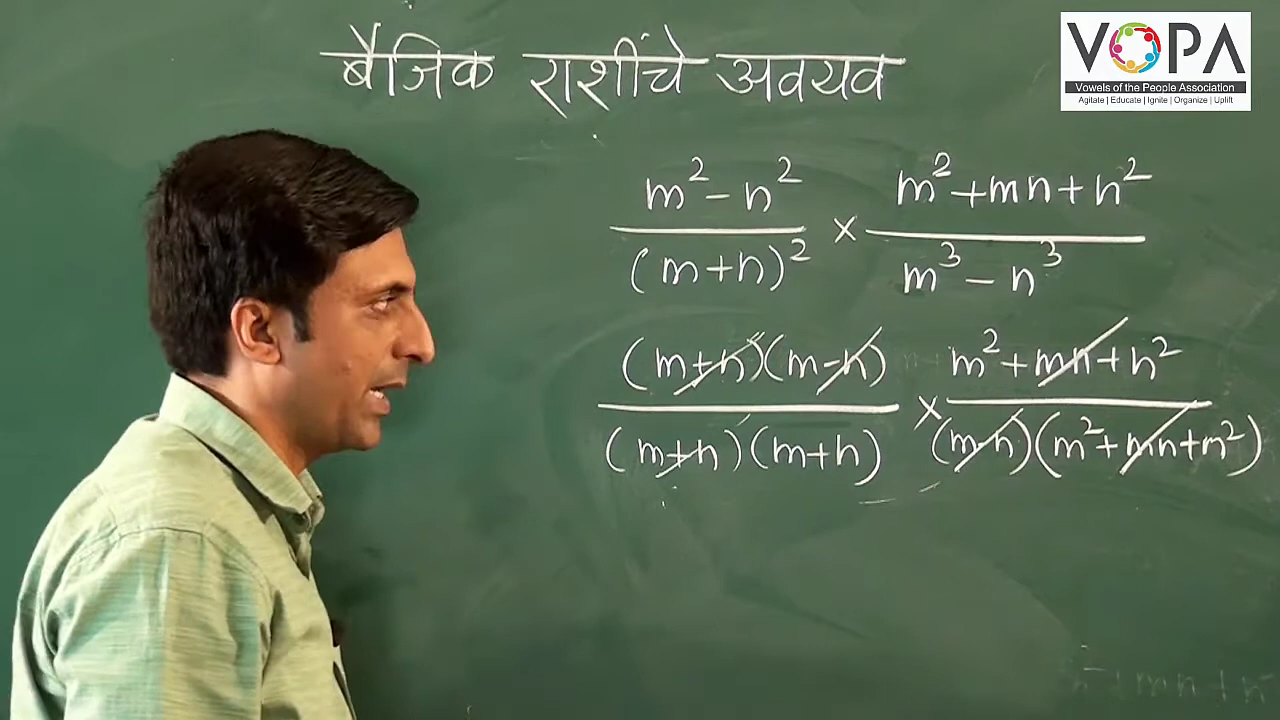 बैजिक राशींचे अवयव
VOPA
Vowels of the People Association
Agitate | Educate | Ignite | Organize | Uplift
(m² - n²)/(m+n)² × (m²+mn+n²)/(m³ - n³)
(m+n)(m-n)/(m+n)(m+n) × (m²+mn+n²)/(m-n)(m²+mn+n²)